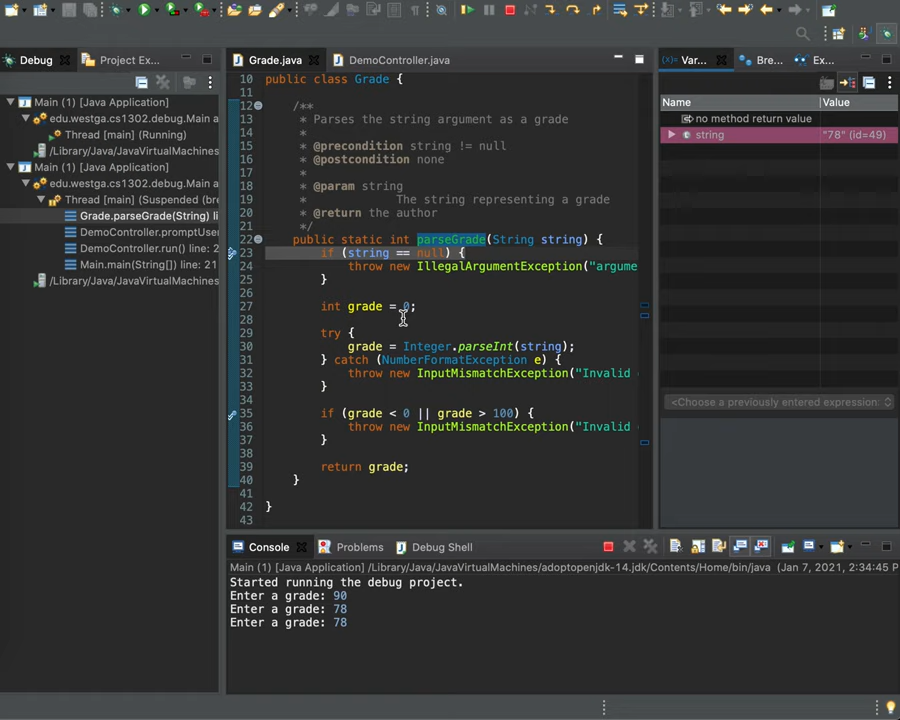 Debug
Project Ex...
Main (1) [Java Application]
edu.westga.cs1302.debug.Main a
Thread [main] (Running)
/Library/Java/JavaVirtualMachines
Main (1) [Java Application]
edu.westga.cs1302.debug.Main a
Thread [main] (Suspended (bre
Grade.parseGrade(String) li
DemoController.promptUser
DemoController.run() line: 2
Main.main(String[]) line: 21
/Library/Java/JavaVirtualMachines
Grade.java
DemoController.java
10 public class Grade {
11
12 /**
13 * Parses the string argument as a grade
14 *
15 * @precondition string != null
16 * @postcondition none
17 *
18 * @param string
19 * The string representing a grade
20 * @return the author
21 */
22 public static int parseGrade(String string) {
23 if (string == null) {
24 throw new IllegalArgumentException("argume
25 }
26
27 int grade = 0;
28
29 try {
30 grade = Integer.parseInt(string);
31 } catch (NumberFormatException e) {
32 throw new InputMismatchException("Invalid
33 }
34
35 if (grade < 0 || grade > 100) {
36 throw new InputMismatchException("Invalid
37 }
38
39 return grade;
40 }
41
42 }
43
(x)= Var...
Bre...
Ex...
Name Value
no method return value
string "78" (id=49)
<Choose a previously entered expression>
Console
Problems
Debug Shell
Main (1) [Java Application] /Library/Java/JavaVirtualMachines/adoptopenjdk-14.jdk/Contents/Home/bin/java (Jan 7, 2021, 2:34:45 P
Started running the debug project.
Enter a grade: 90
Enter a grade: 78
Enter a grade: 78